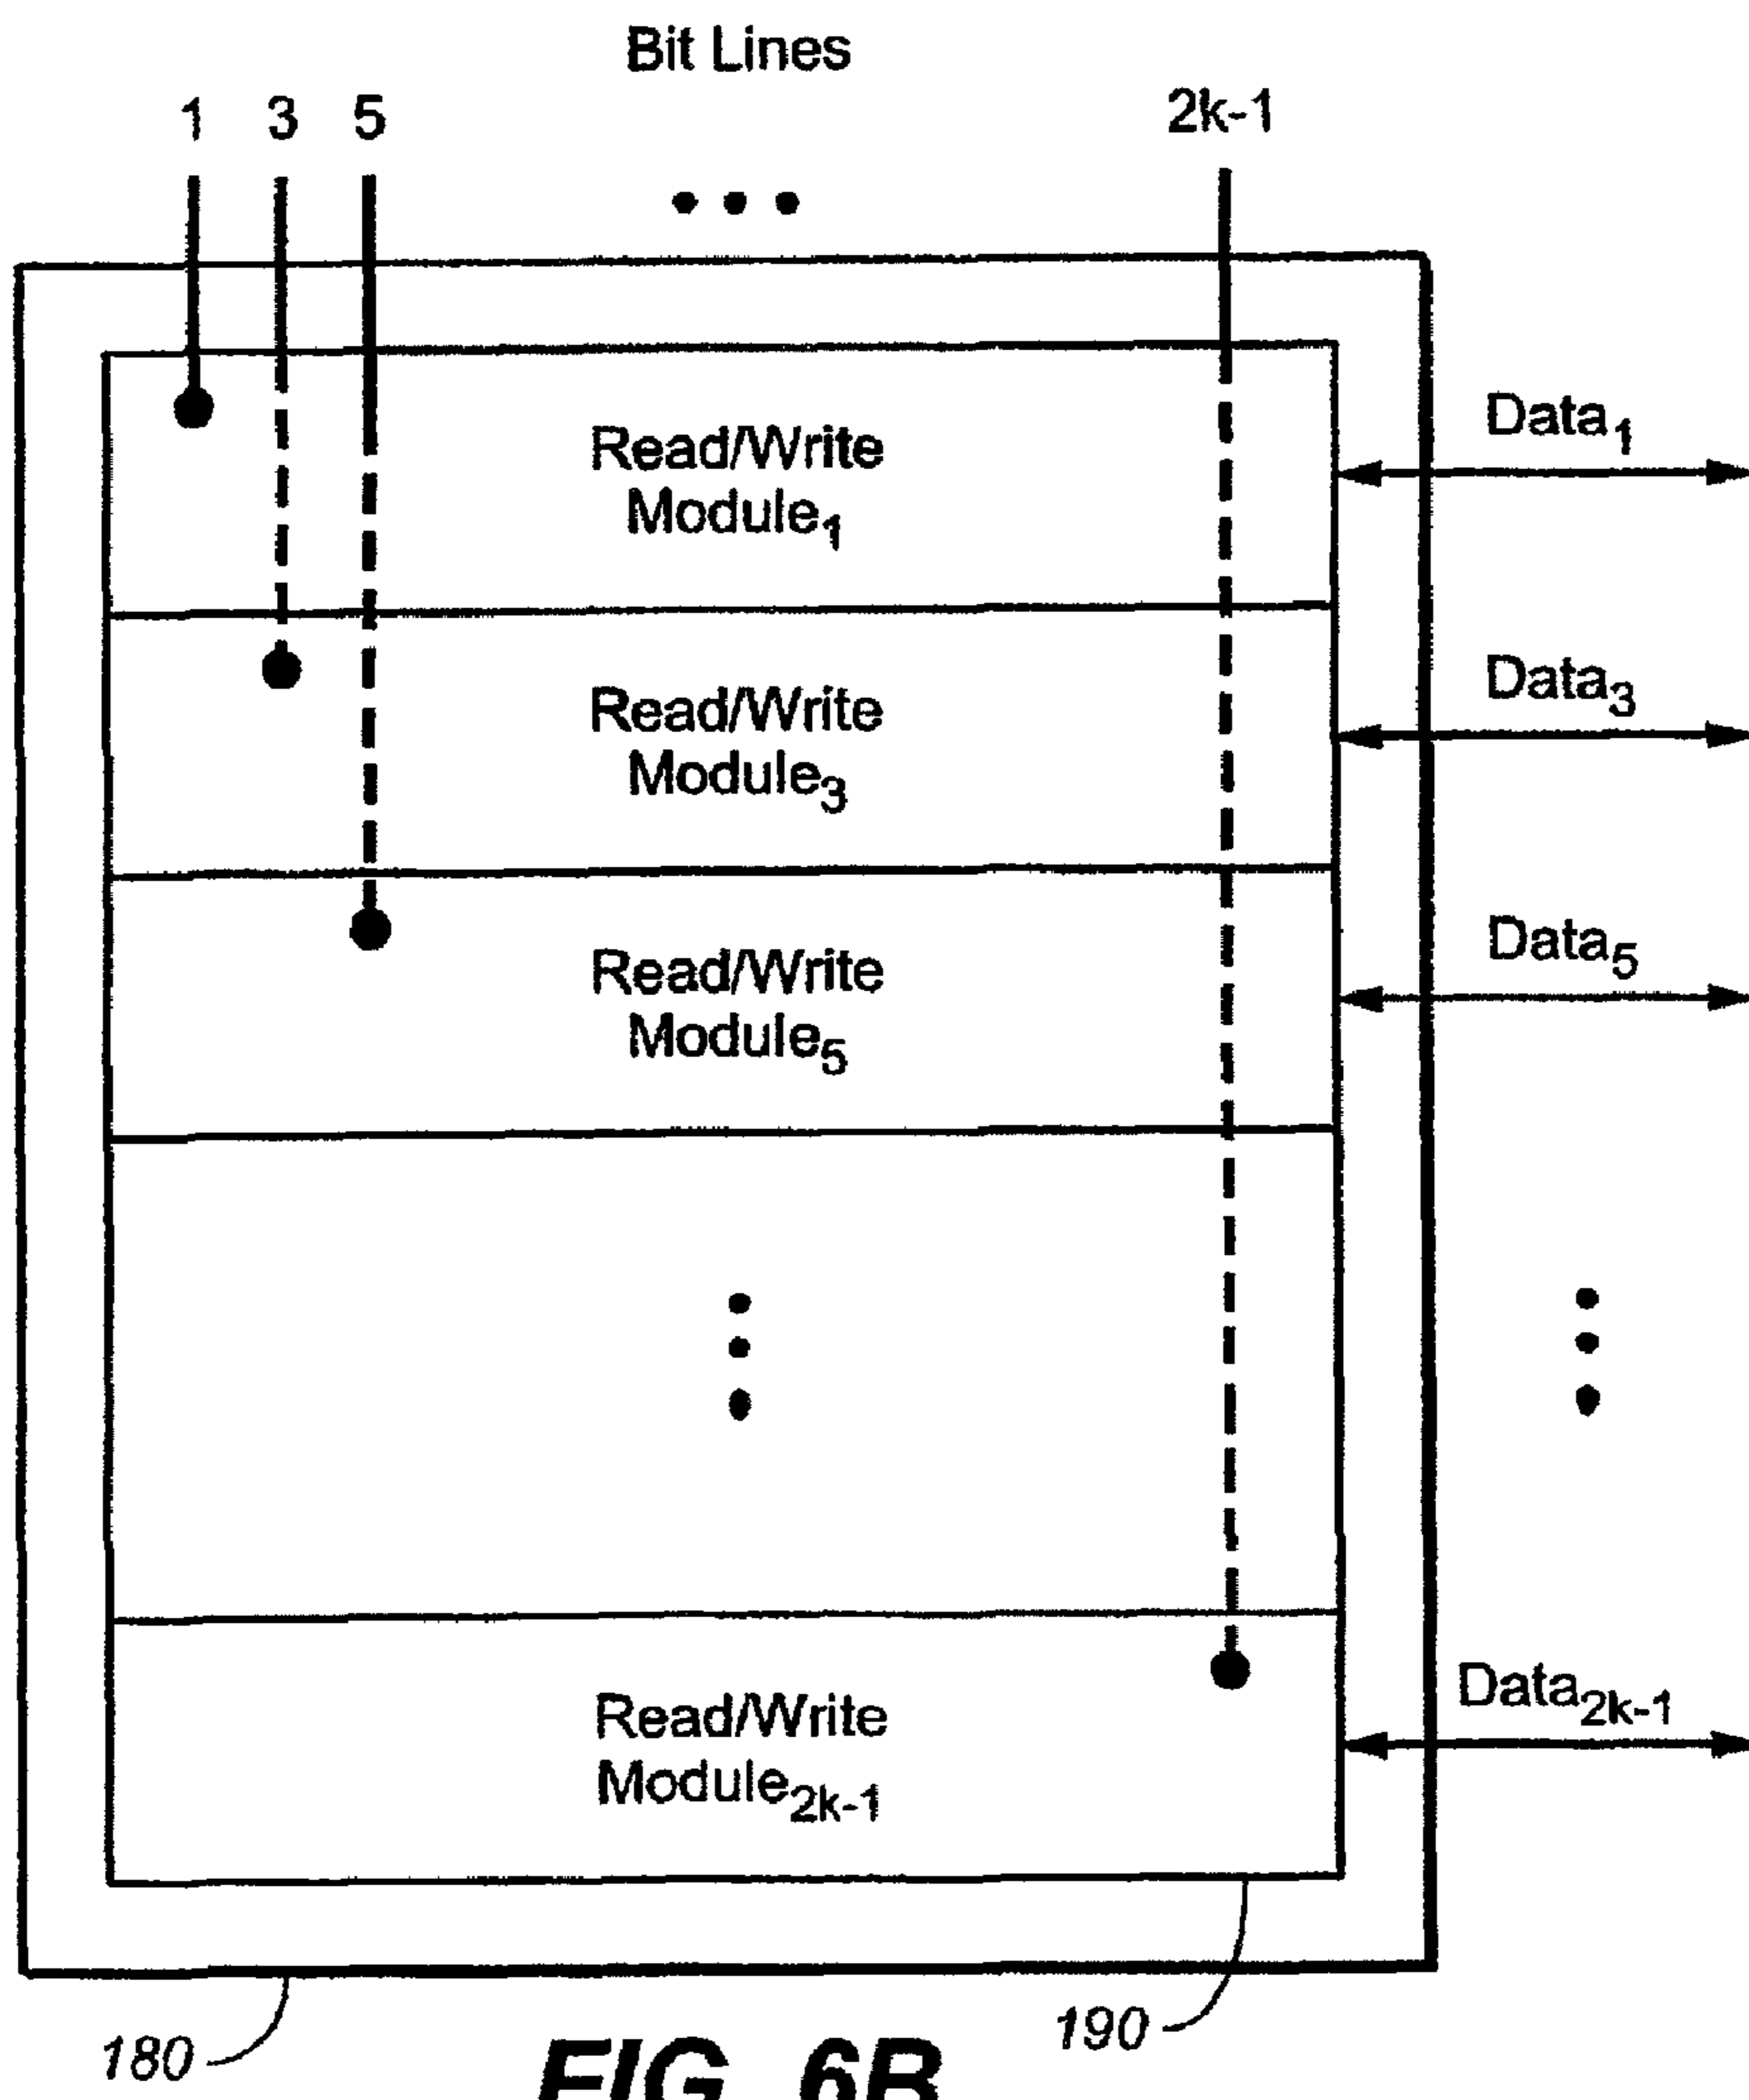 Bit Lines
1 3 5 2k-1
Read/Write
Module₁
Data₁
Read/Write
Module₃
Data₃
Read/Write
Module₅
Data₅
Read/Write
Module₂ₖ₋₁
Data₂ₖ₋₁
180
190
FIG. 6B